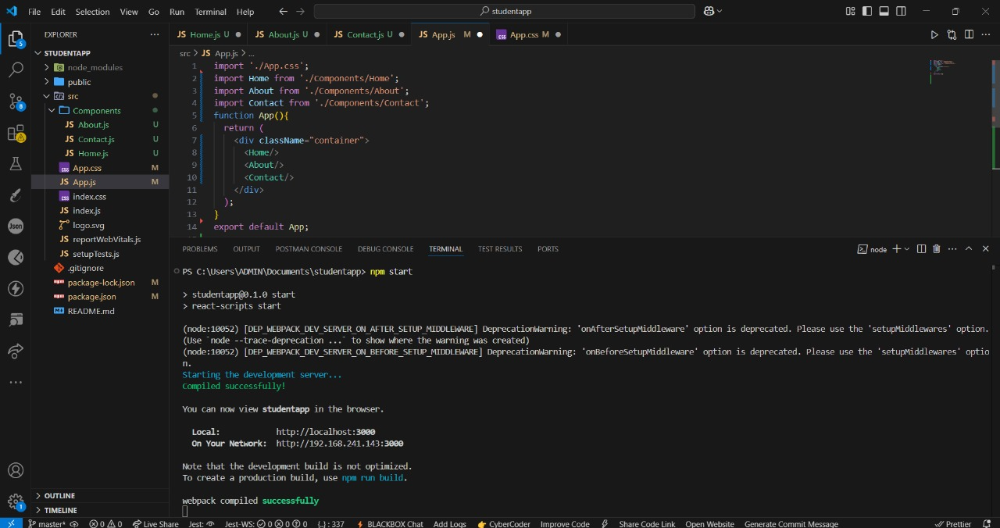 File Edit Selection View Go Run Terminal Help
studentapp
EXPLORER
STUDENTAPP
node_modules
public
src
Components
About.js U
Contact.js U
Home.js U
App.css M
App.js M
index.css
index.js
logo.svg
reportWebVitals.js
setupTests.js
.gitignore
package-lock.json M
package.json M
README.md
OUTLINE
TIMELINE
5
8
Json
1
JS Home.js U
JS About.js U
JS Contact.js U
JS App.js M
App.css M
src > JS App.js > ...
1 import './App.css';
2 import Home from './Components/Home';
3 import About from './Components/About';
4 import Contact from './Components/Contact';
5 function App(){
6 return (
7 <div className="container">
8 <Home/>
9 <About/>
10 <Contact/>
11 </div>
12 );
13 }
14 export default App;
PROBLEMS OUTPUT POSTMAN CONSOLE DEBUG CONSOLE TERMINAL TEST RESULTS PORTS
node
PS C:\Users\ADMIN\Documents\studentapp> npm start
> studentapp@0.1.0 start
> react-scripts start
(node:10052) [DEP_WEBPACK_DEV_SERVER_ON_AFTER_SETUP_MIDDLEWARE] DeprecationWarning: 'onAfterSetupMiddleware' option is deprecated. Please use the 'setupMiddlewares' option.
(Use `node --trace-deprecation ...` to show where the warning was created)
(node:10052) [DEP_WEBPACK_DEV_SERVER_ON_BEFORE_SETUP_MIDDLEWARE] DeprecationWarning: 'onBeforeSetupMiddleware' option is deprecated. Please use the 'setupMiddlewares' optio
n.
Starting the development server...
Compiled successfully!
You can now view studentapp in the browser.
Local: http://localhost:3000
On Your Network: http://192.168.241.143:3000
Note that the development build is not optimized.
To create a production build, use npm run build.
webpack compiled successfully
master* 0 0 Live Share Jest: Jest-WS: 0 0 0 {..} : 337 BLACKBOX Chat Add Logs CyberCoder Improve Code Share Code Link Open Website Generate Commit Message Prettier